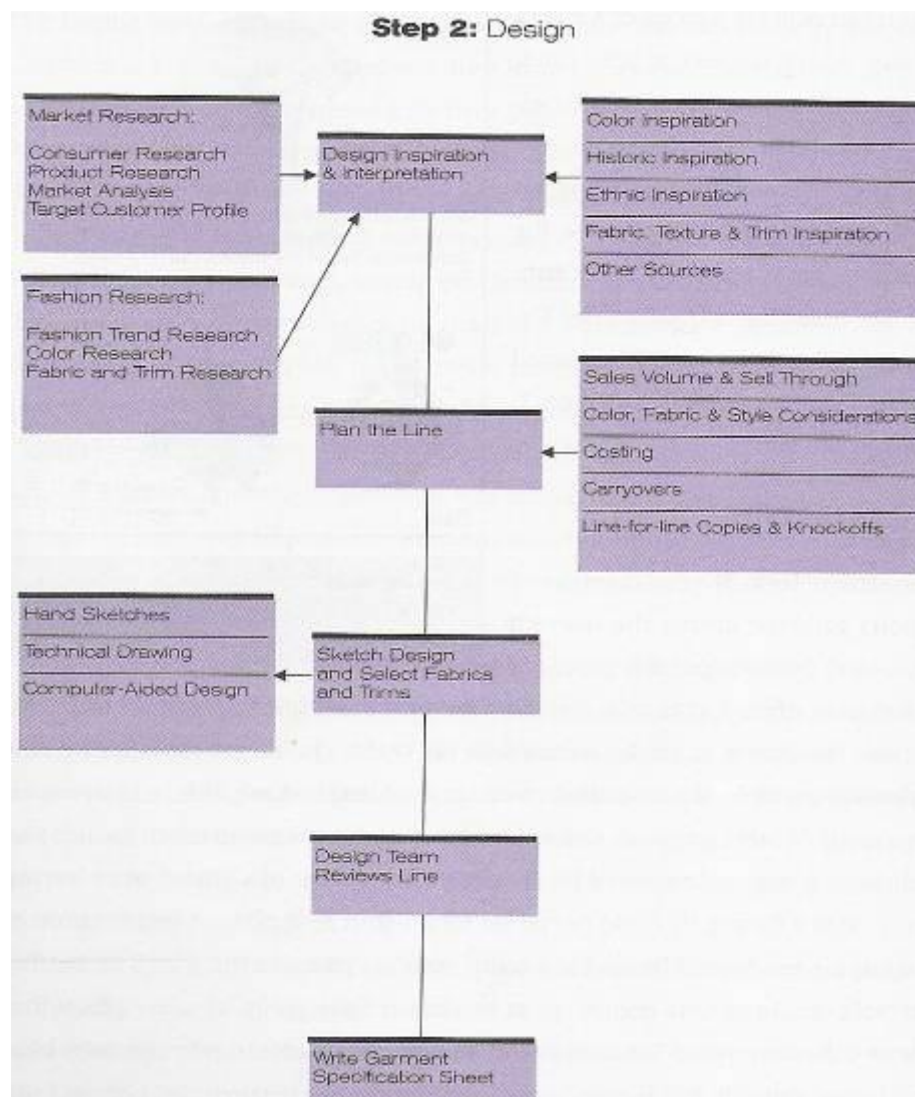 Step 2: Design
Market Research:
Consumer Research
Product Research
Market Analysis
Target Customer Profile
Design Inspiration
& Interpretation
Color Inspiration
Historic Inspiration
Ethnic Inspiration
Fabric, Texture & Trim Inspiration
Other Sources
Fashion Research:
Fashion Trend Research
Color Research
Fabric and Trim Research
Plan the Line
Sales Volume & Sell Through
Color, Fabric & Style Considerations
Costing
Carryovers
Line-for-line Copies & Knockoffs
Hand Sketches
Technical Drawing
Computer-Aided Design
Sketch Design
and Select Fabrics
and Trims
Design Team
Reviews Line
Write Garment
Specification Sheet